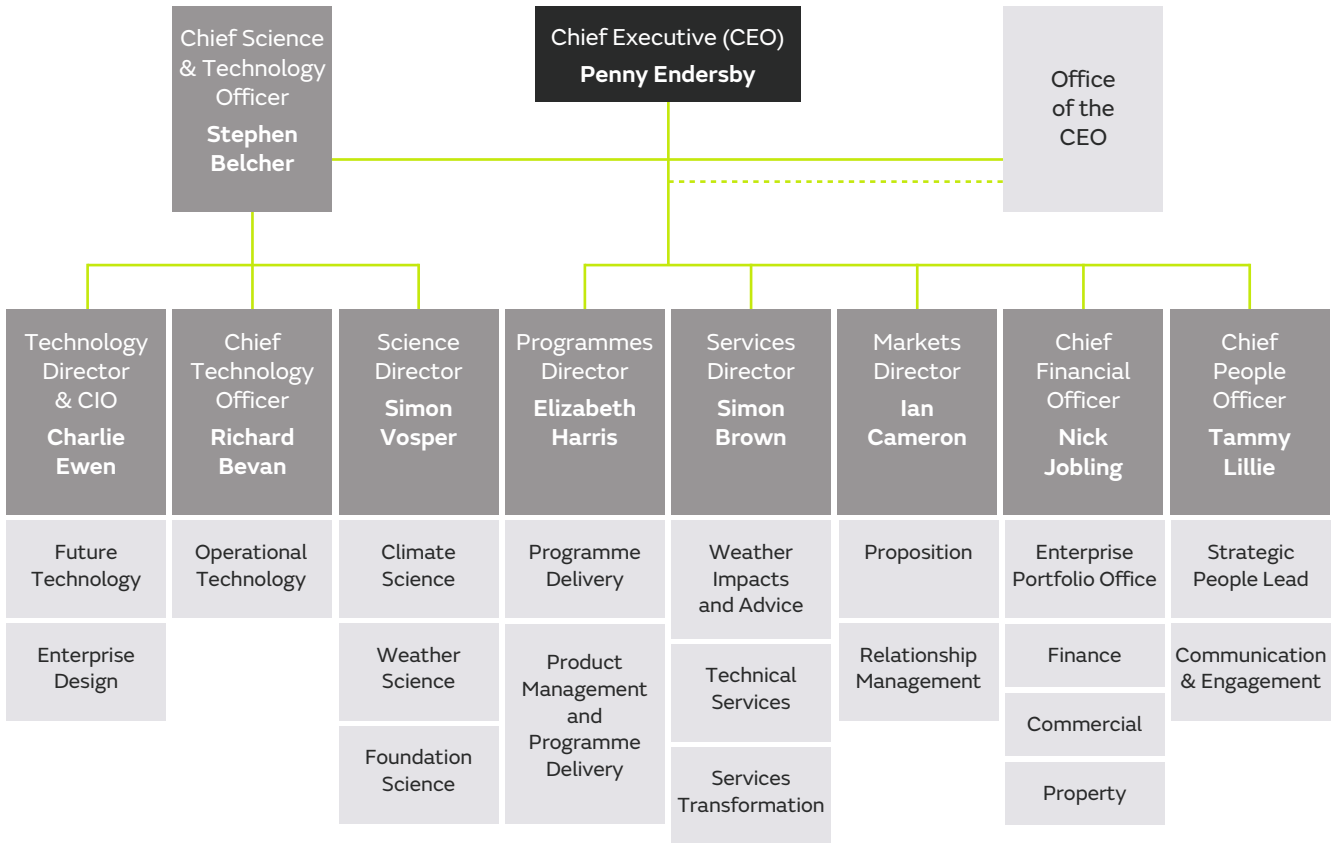 Chief Science
& Technology
Officer
Stephen
Belcher
Chief Executive (CEO)
Penny Endersby
Office
of the
CEO
Technology
Director
& CIO
Charlie
Ewen
Future
Technology
Enterprise
Design
Chief
Technology
Officer
Richard
Bevan
Operational
Technology
Science
Director
Simon
Vosper
Climate
Science
Weather
Science
Foundation
Science
Programmes
Director
Elizabeth
Harris
Programme
Delivery
Product
Management
and
Programme
Delivery
Services
Director
Simon
Brown
Weather
Impacts
and Advice
Technical
Services
Services
Transformation
Markets
Director
Ian
Cameron
Proposition
Relationship
Management
Chief
Financial
Officer
Nick
Jobling
Enterprise
Portfolio Office
Finance
Commercial
Property
Chief
People
Officer
Tammy
Lillie
Strategic
People Lead
Communication
& Engagement